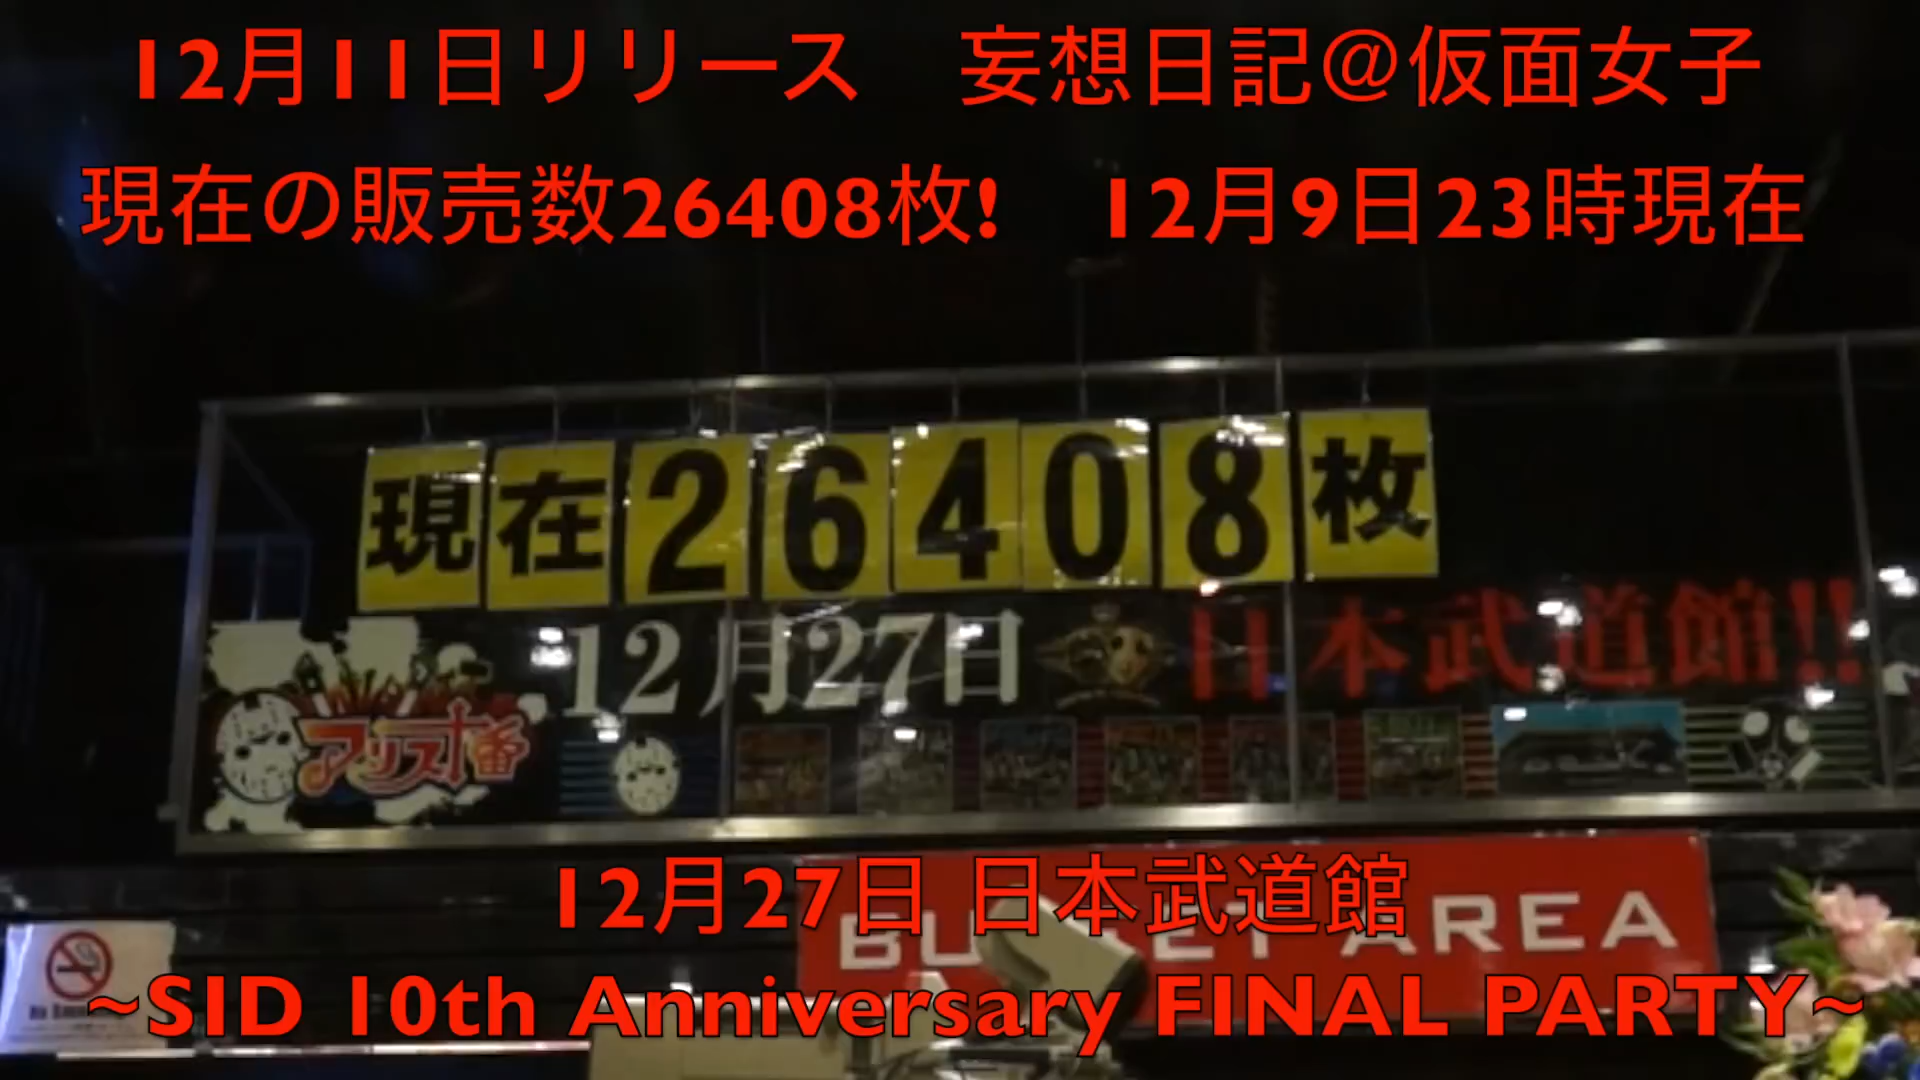 12月11日リリース　妄想日記＠仮面女子
現在の販売数26408枚!　12月9日23時現在
現在26408枚
12月27日 日本武道館!!
アリス十番
12月27日 日本武道館
AREA
~SID 10th Anniversary FINAL PARTY~